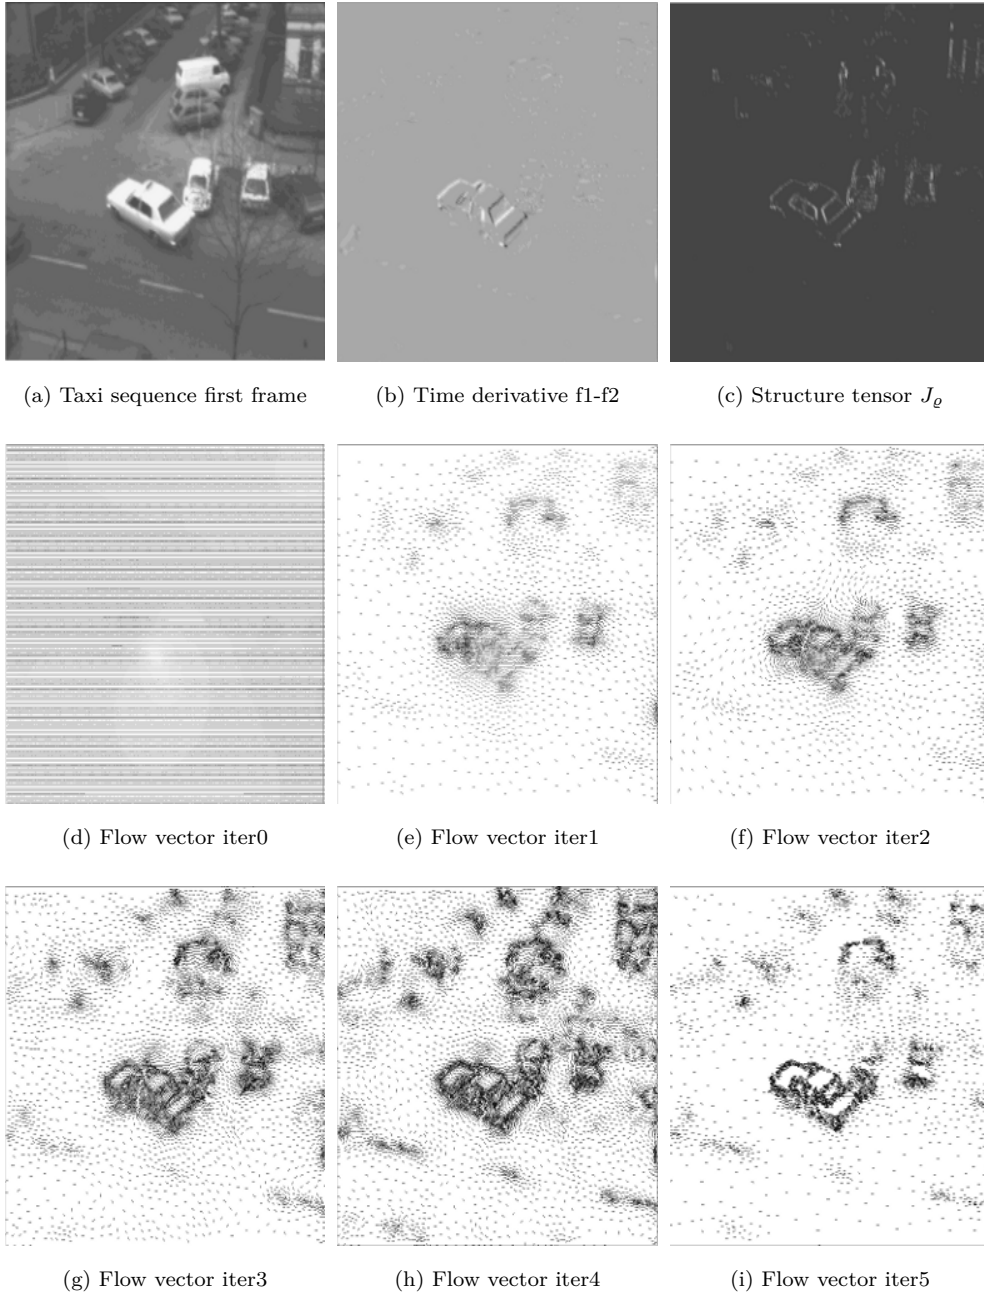 (a) Taxi sequence first frame
(b) Time derivative f1-f2
(c) Structure tensor J_ϱ
(d) Flow vector iter0
(e) Flow vector iter1
(f) Flow vector iter2
(g) Flow vector iter3
(h) Flow vector iter4
(i) Flow vector iter5